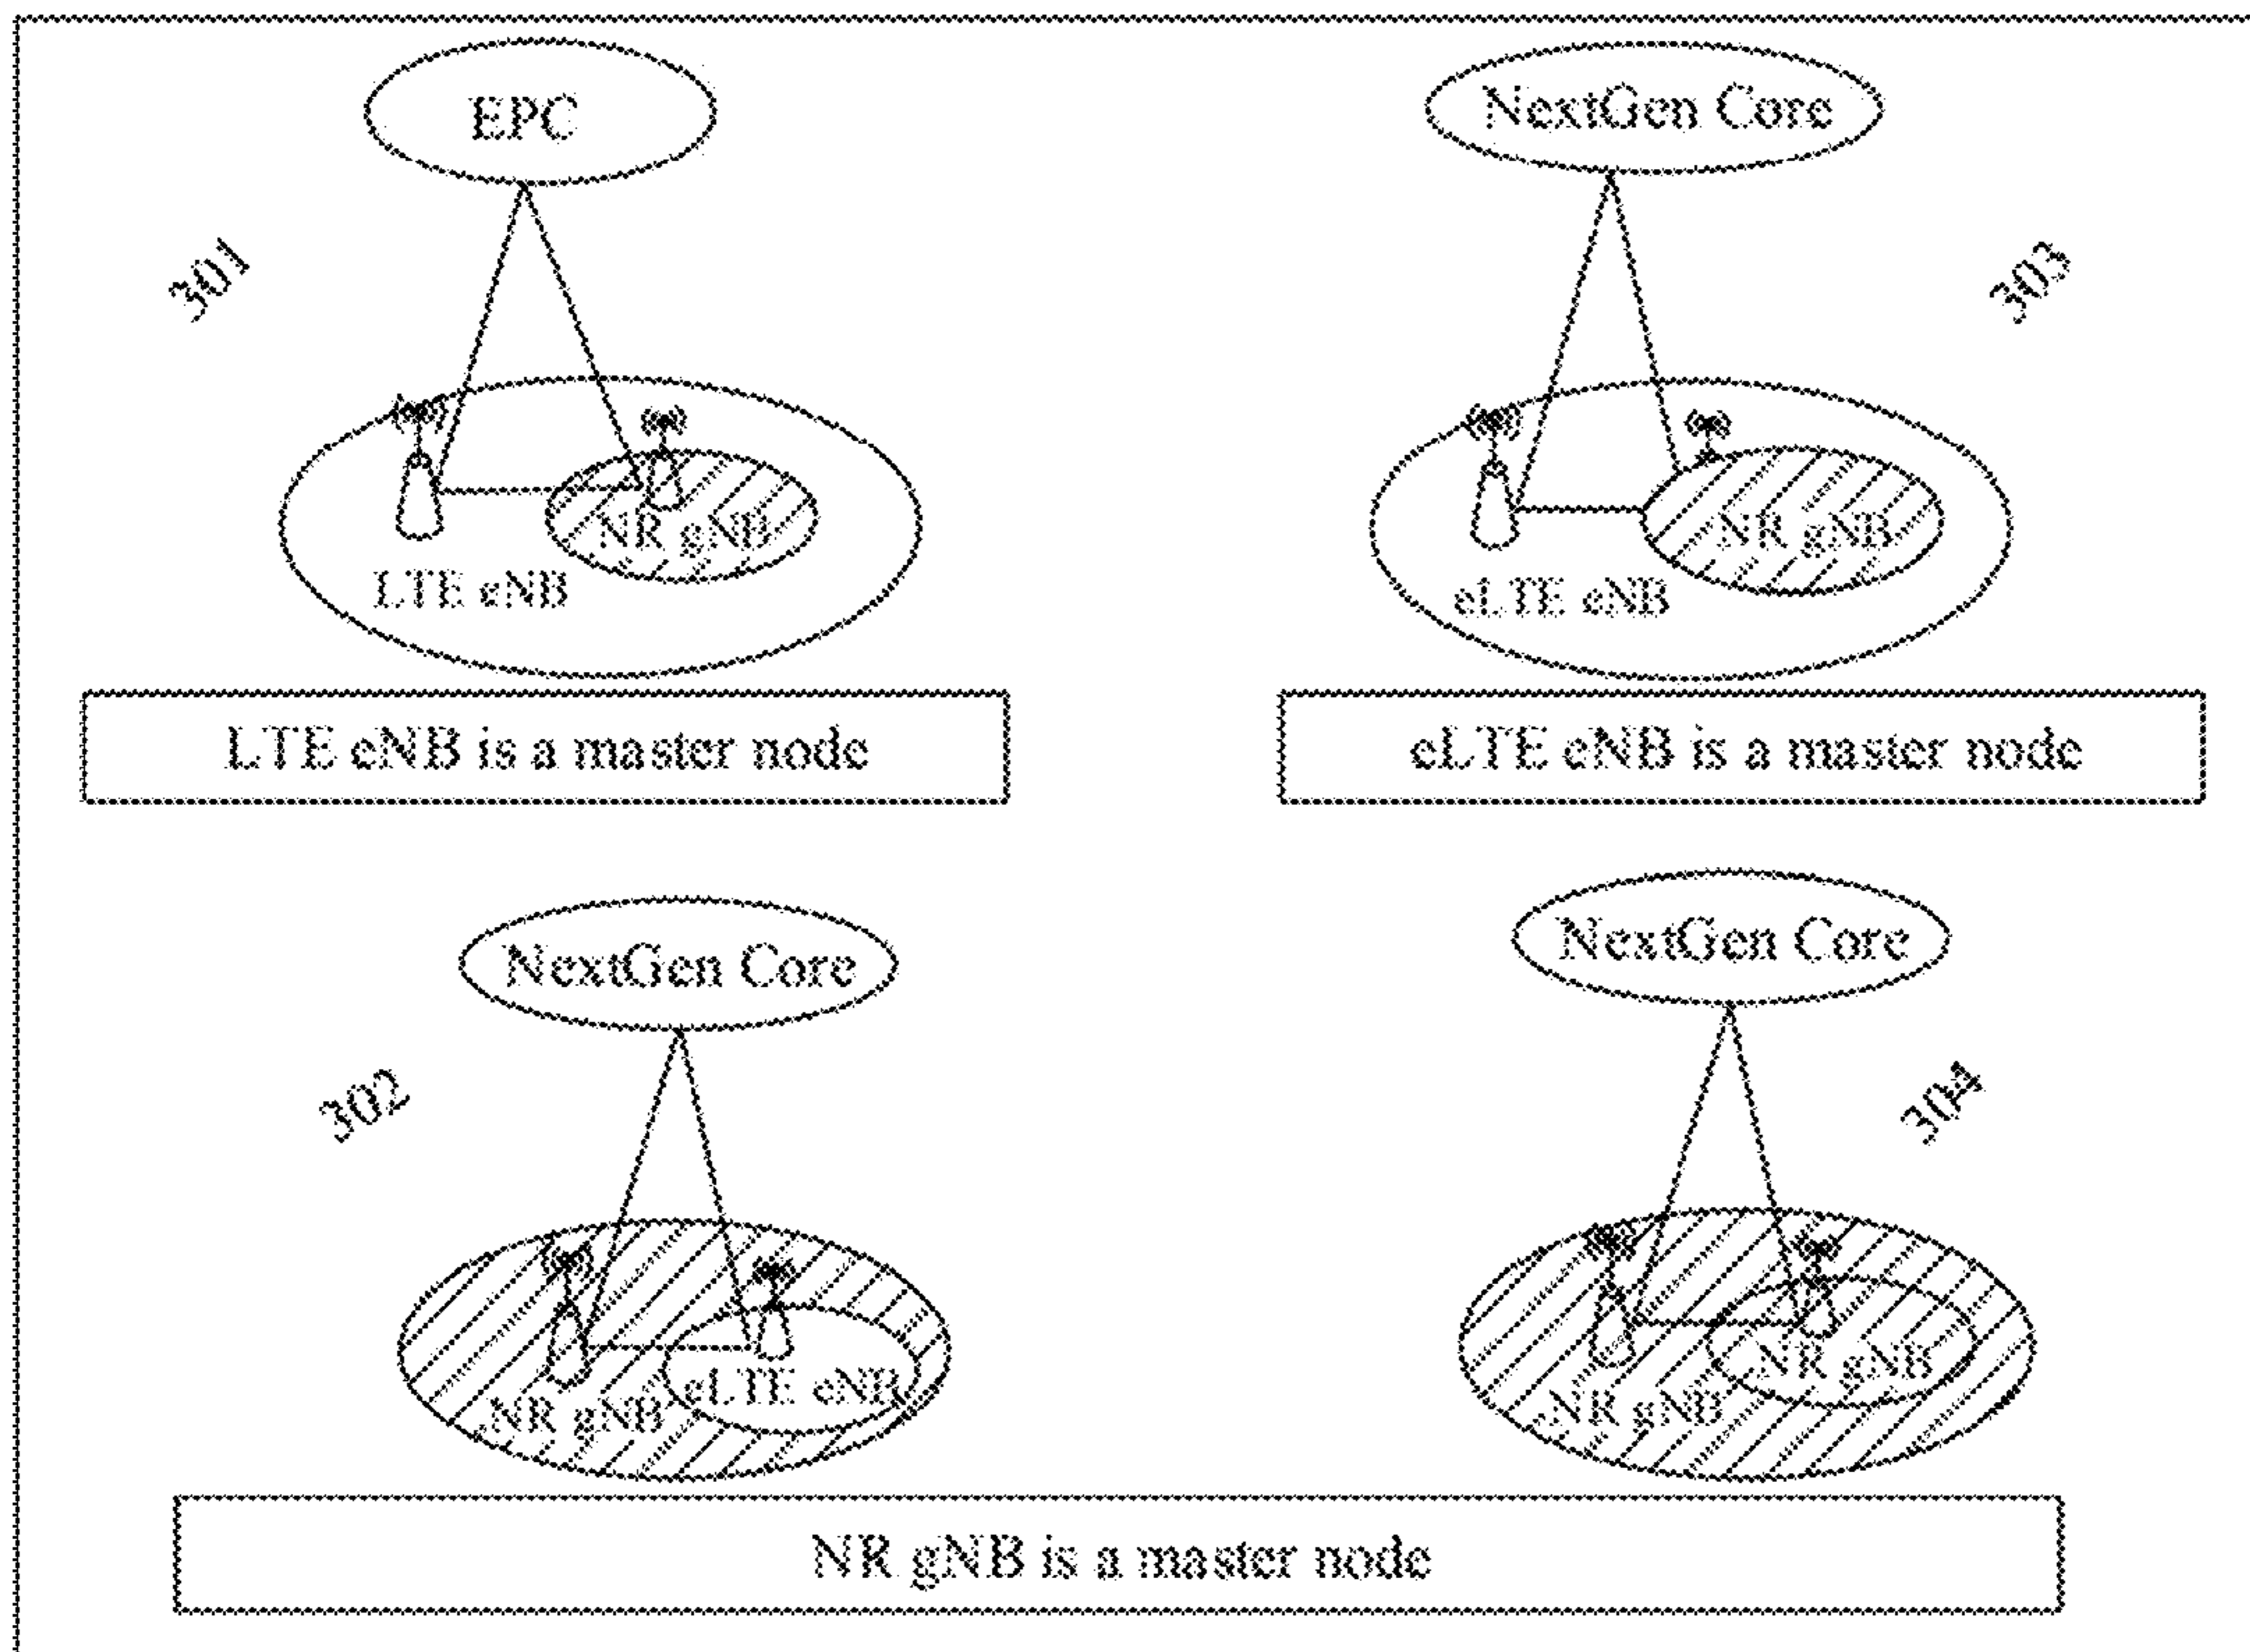 EPC
301
NR gNB
LTE eNB
LTE eNB is a master node
NextGen Core
303
NR gNB
eLTE eNB
eLTE eNB is a master node
NextGen Core
302
eLTE eNB
NR gNB
NextGen Core
304
NR gNB
NR gNB
NR gNB is a master node